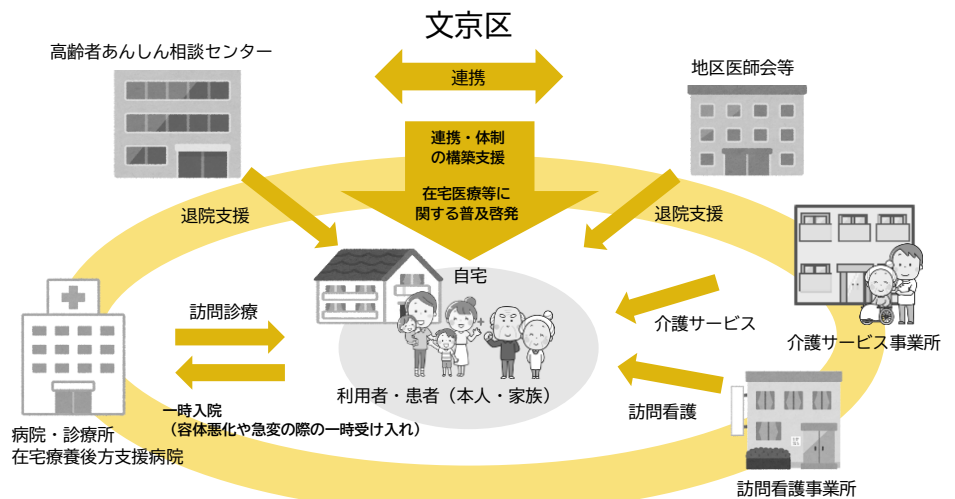 文京区
高齢者あんしん相談センター
連携
地区医師会等
連携・体制
の構築支援
在宅医療等に
関する普及啓発
退院支援
退院支援
自宅
訪問診療
介護サービス
介護サービス事業所
利用者・患者（本人・家族）
訪問看護
一時入院
（容体悪化や急変の際の一時受け入れ）
病院・診療所
在宅療養後方支援病院
訪問看護事業所